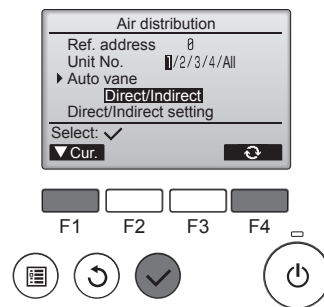 Air distribution
Ref. address 0
Unit No. 1/2/3/4/All
Auto vane
Direct/Indirect
Direct/Indirect setting
Select:
Cur.
F1 F2 F3 F4